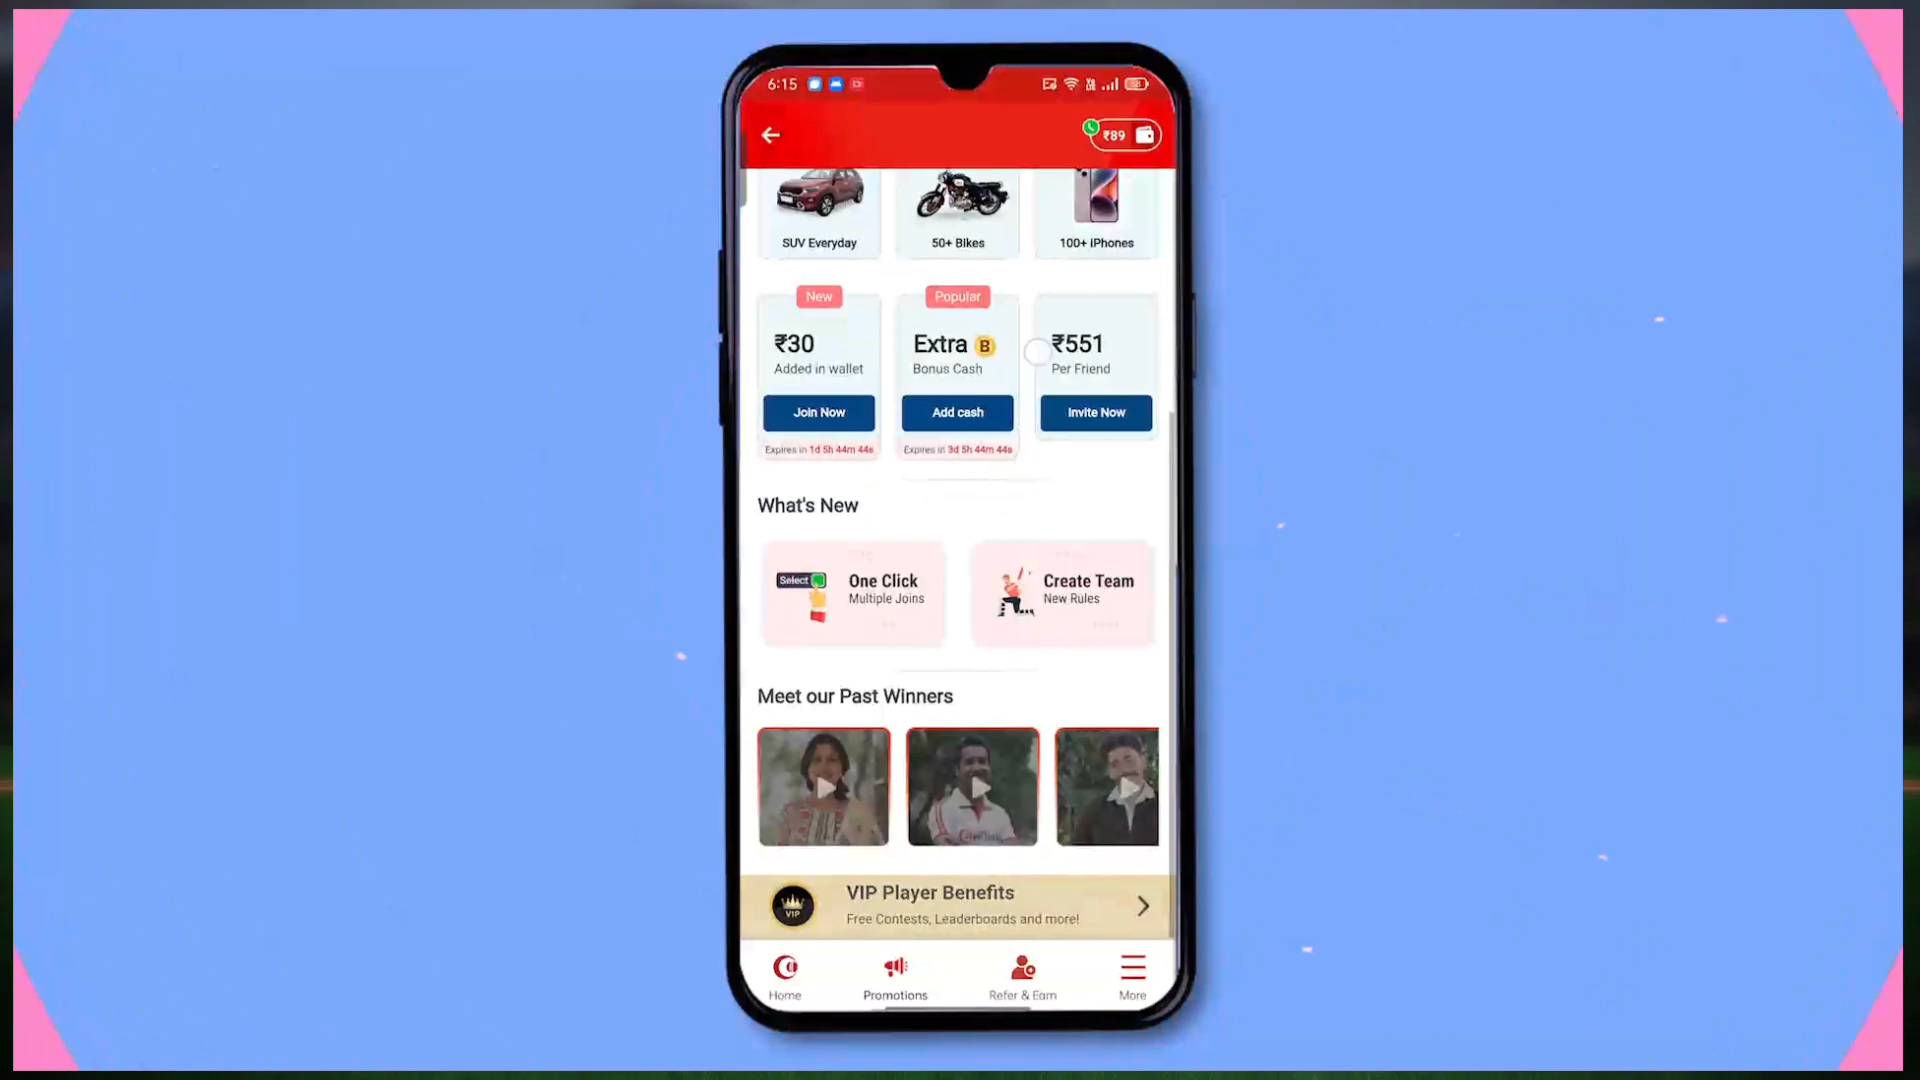 6:15
₹89
SUV Everyday
50+ Bikes
100+ iPhones
New
Popular
₹30
Added in wallet
Join Now
Expires in 1d 5h 44m 44s
Extra B
Bonus Cash
Add cash
Expires in 3d 5h 44m 44s
₹551
Per Friend
Invite Now
What's New
Select
One Click
Multiple Joins
Create Team
New Rules
Meet our Past Winners
VIP
VIP Player Benefits
Free Contests, Leaderboards and more!
Home
Promotions
Refer & Earn
More